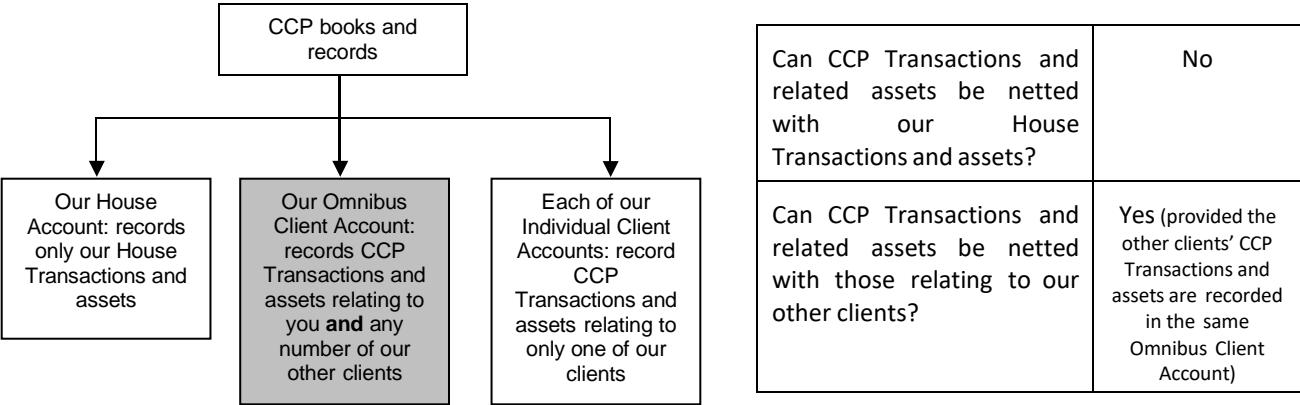 CCP books and
records
Our House
Account: records
only our House
Transactions and
assets
Our Omnibus
Client Account:
records CCP
Transactions and
assets relating to
you and any
number of our
other clients
Each of our
Individual Client
Accounts: record
CCP
Transactions and
assets relating to
only one of our
clients
Can CCP Transactions and
related assets be netted
with our House
Transactions and assets?
No
Can CCP Transactions and
related assets be netted
with those relating to our
other clients?
Yes (provided the
other clients’ CCP
Transactions and
assets are recorded
in the same
Omnibus Client
Account)